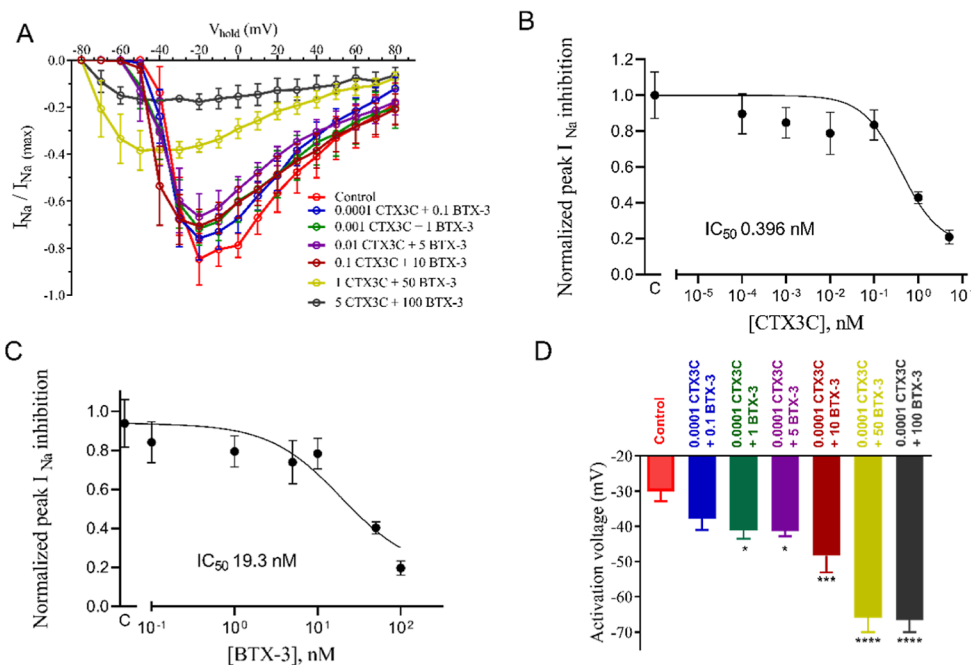 A
V_hold (mV)
-80 -60 -40 -20 0 20 40 60 80
0.0
-0.2
-0.4
-0.6
-0.8
-1.0
I_Na / I_Na (max)
Control
0.0001 CTX3C + 0.1 BTX-3
0.001 CTX3C − 1 BTX-3
0.01 CTX3C + 5 BTX-3
0.1 CTX3C + 10 BTX-3
1 CTX3C + 50 BTX-3
5 CTX3C + 100 BTX-3
B
Normalized peak I_Na inhibition
1.2
1.0
0.8
0.6
0.4
0.2
0.0
IC50 0.396 nM
C 10⁻⁵ 10⁻⁴ 10⁻³ 10⁻² 10⁻¹ 10⁰ 10¹
[CTX3C], nM
C
Normalized peak I_Na inhibition
1.0
0.8
0.6
0.4
0.2
0.0
IC50 19.3 nM
C 10⁻¹ 10⁰ 10¹ 10²
[BTX-3], nM
D
Control
0.0001 CTX3C
+ 0.1 BTX-3
0.0001 CTX3C
+ 1 BTX-3
0.0001 CTX3C
+ 5 BTX-3
0.0001 CTX3C
+ 10 BTX-3
0.0001 CTX3C
+ 50 BTX-3
0.0001 CTX3C
+ 100 BTX-3
Activation voltage (mV)
-20
-30
-40
-50
-60
-70
* * *** **** ****